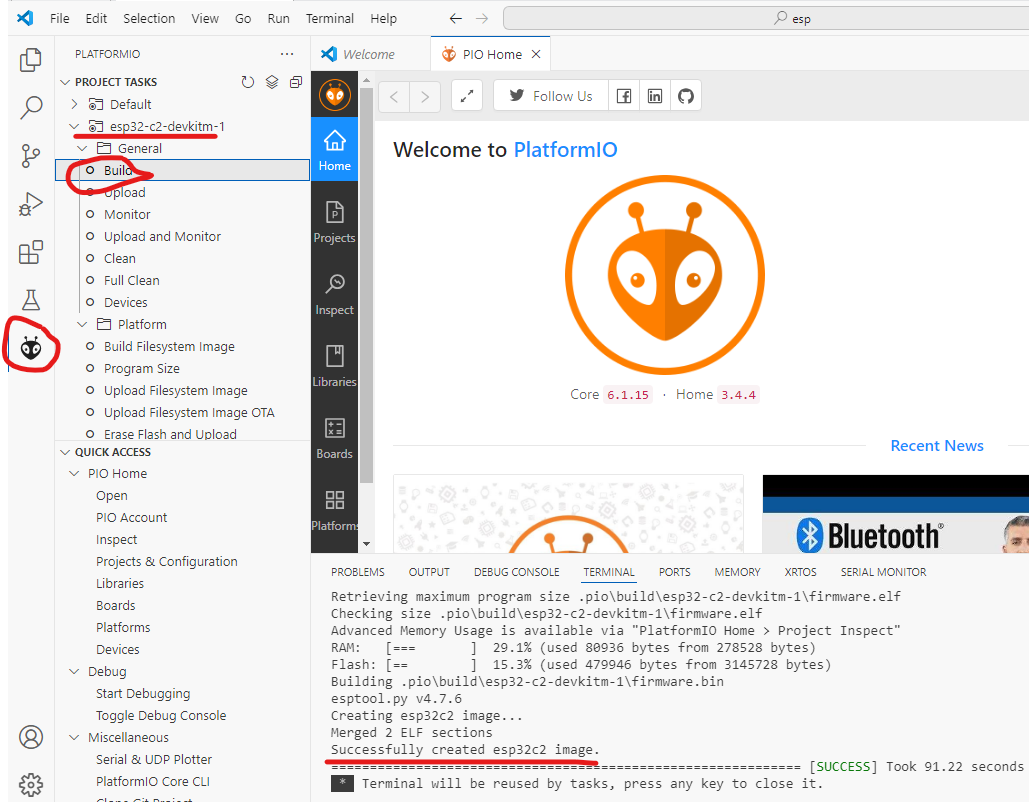 File Edit Selection View Go Run Terminal Help
esp
PLATFORMIO
PROJECT TASKS
Default
esp32-c2-devkitm-1
General
Build
Upload
Monitor
Upload and Monitor
Clean
Full Clean
Devices
Platform
Build Filesystem Image
Program Size
Upload Filesystem Image
Upload Filesystem Image OTA
Erase Flash and Upload
QUICK ACCESS
PIO Home
Open
PIO Account
Inspect
Projects & Configuration
Libraries
Boards
Platforms
Devices
Debug
Start Debugging
Toggle Debug Console
Miscellaneous
Serial & UDP Plotter
PlatformIO Core CLI
Clone Git Project
Welcome
PIO Home
Home
Projects
Inspect
Libraries
Boards
Platforms
Follow Us
Welcome to PlatformIO
Core 6.1.15 · Home 3.4.4
Recent News
Bluetooth®
PROBLEMS OUTPUT DEBUG CONSOLE TERMINAL PORTS MEMORY XRTOS SERIAL MONITOR
Retrieving maximum program size .pio\build\esp32-c2-devkitm-1\firmware.elf
Checking size .pio\build\esp32-c2-devkitm-1\firmware.elf
Advanced Memory Usage is available via "PlatformIO Home > Project Inspect"
RAM: [=== ] 29.1% (used 80936 bytes from 278528 bytes)
Flash: [== ] 15.3% (used 479946 bytes from 3145728 bytes)
Building .pio\build\esp32-c2-devkitm-1\firmware.bin
esptool.py v4.7.6
Creating esp32c2 image...
Merged 2 ELF sections
Successfully created esp32c2 image.
========================================================= [SUCCESS] Took 91.22 seconds
* Terminal will be reused by tasks, press any key to close it.